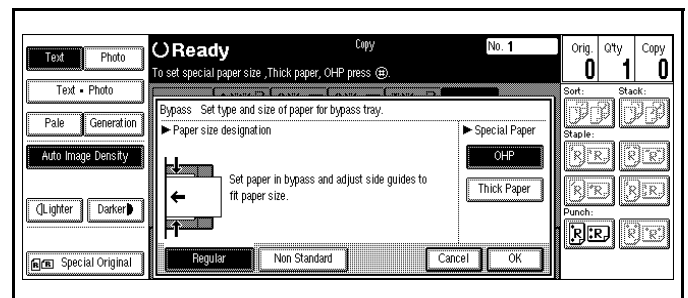 Text
Photo
Text • Photo
Pale
Generation
Auto Image Density
Lighter
Darker
Special Original
Ready
Copy
No. 1
To set special paper size ,Thick paper, OHP press (⊞).
Bypass Set type and size of paper for bypass tray.
▶ Paper size designation
▶ Special Paper
Set paper in bypass and adjust side guides to
fit paper size.
OHP
Thick Paper
Regular
Non Standard
Cancel
OK
Orig. Q'ty Copy
0 1 0
Sort: Stack:
Staple:
R R R R
R R R R
Punch:
R R R R